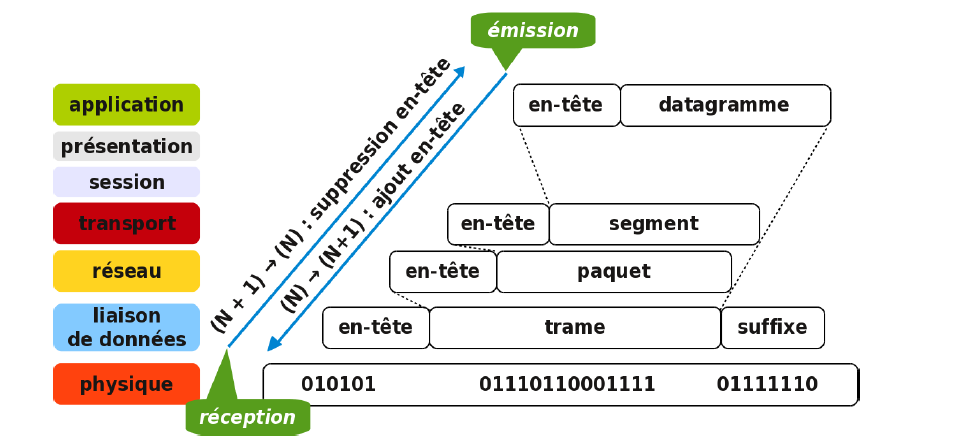 émission
application
en-tête
datagramme
présentation
session
(N + 1) → (N) : suppression en-tête
(N) → (N+1) : ajout en-tête
transport
en-tête
segment
réseau
en-tête
paquet
liaison
de données
en-tête
trame
suffixe
physique
010101
01110110001111
01111110
réception